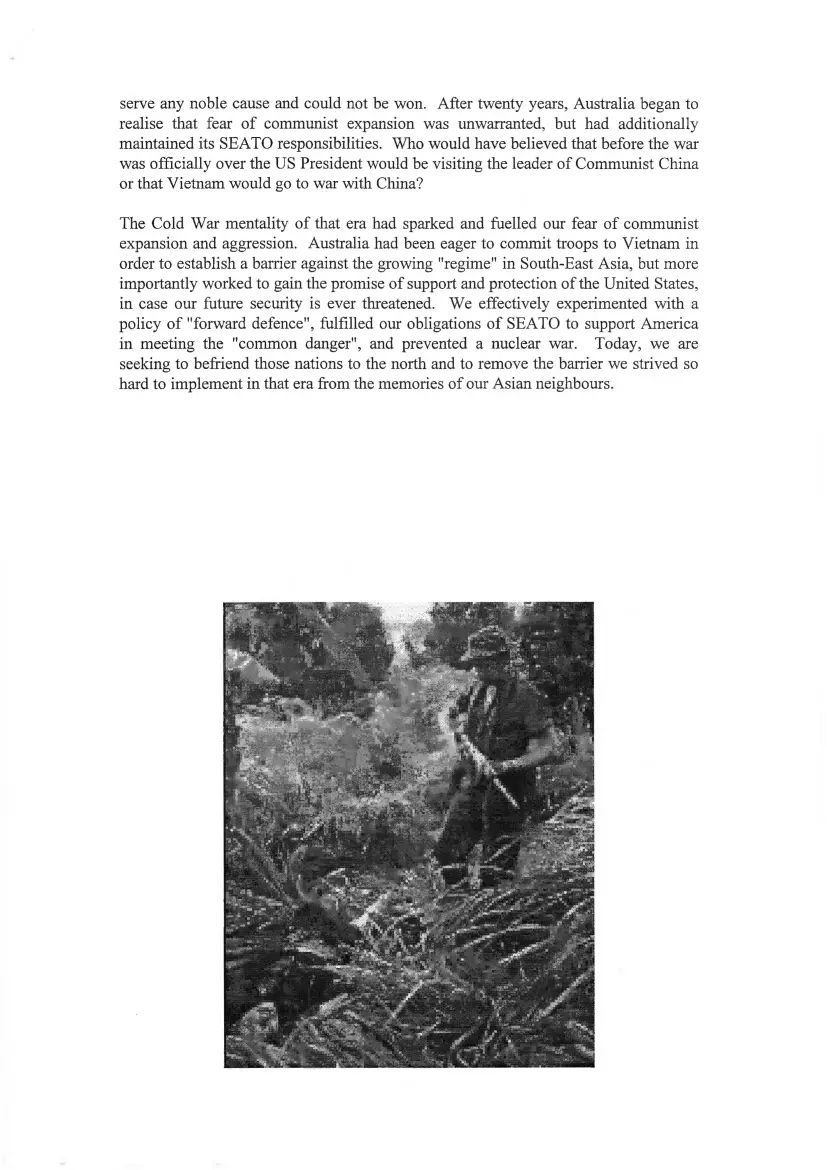 serve any noble cause and could not be won. After twenty years, Australia began to
realise that fear of communist expansion was unwarranted, but had additionally
maintained its SEATO responsibilities. Who would have believed that before the war
was officially over the US President would be visiting the leader of Communist China
or that Vietnam would go to war with China?
The Cold War mentality of that era had sparked and fuelled our fear of communist
expansion and aggression. Australia had been eager to commit troops to Vietnam in
order to establish a barrier against the growing "regime" in South-East Asia, but more
importantly worked to gain the promise of support and protection of the United States,
in case our future security is ever threatened. We effectively experimented with a
policy of "forward defence", fulfilled our obligations of SEATO to support America
in meeting the "common danger", and prevented a nuclear war. Today, we are
seeking to befriend those nations to the north and to remove the barrier we strived so
hard to implement in that era from the memories of our Asian neighbours.